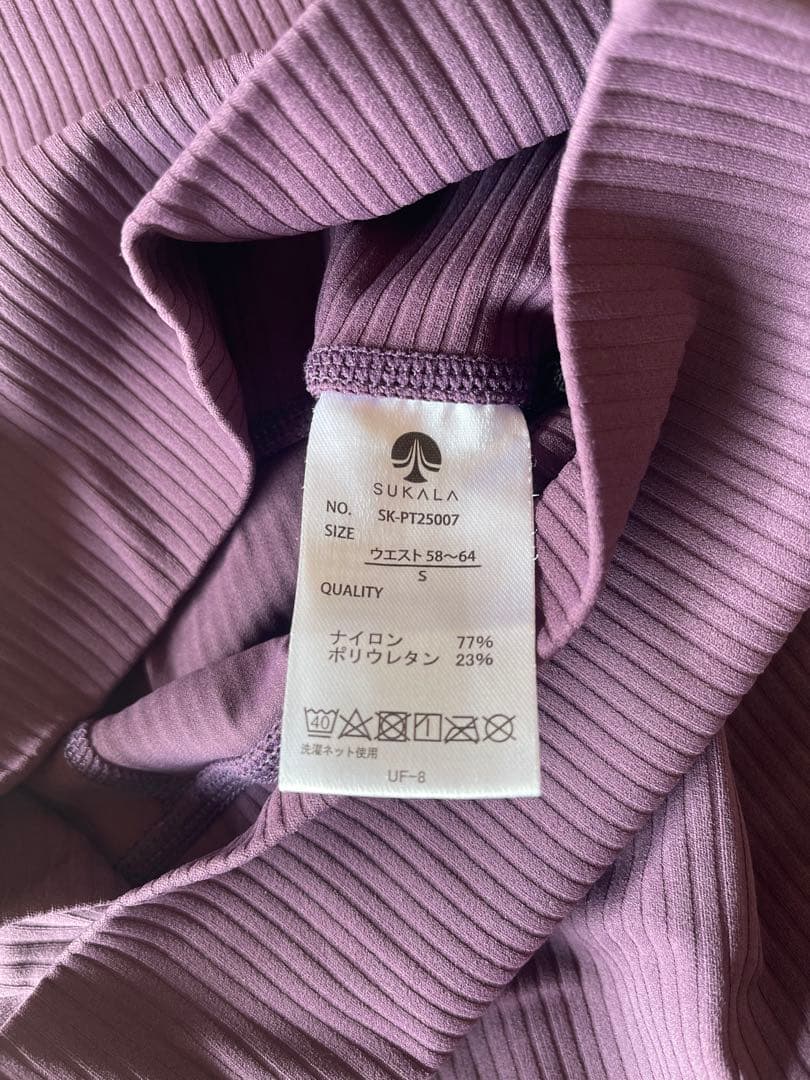 SUKALA
NO. SK-PT25007
SIZE
ウエスト 58〜64
S
QUALITY
ナイロン 77%
ポリウレタン 23%
40
洗濯ネット使用
UF-8